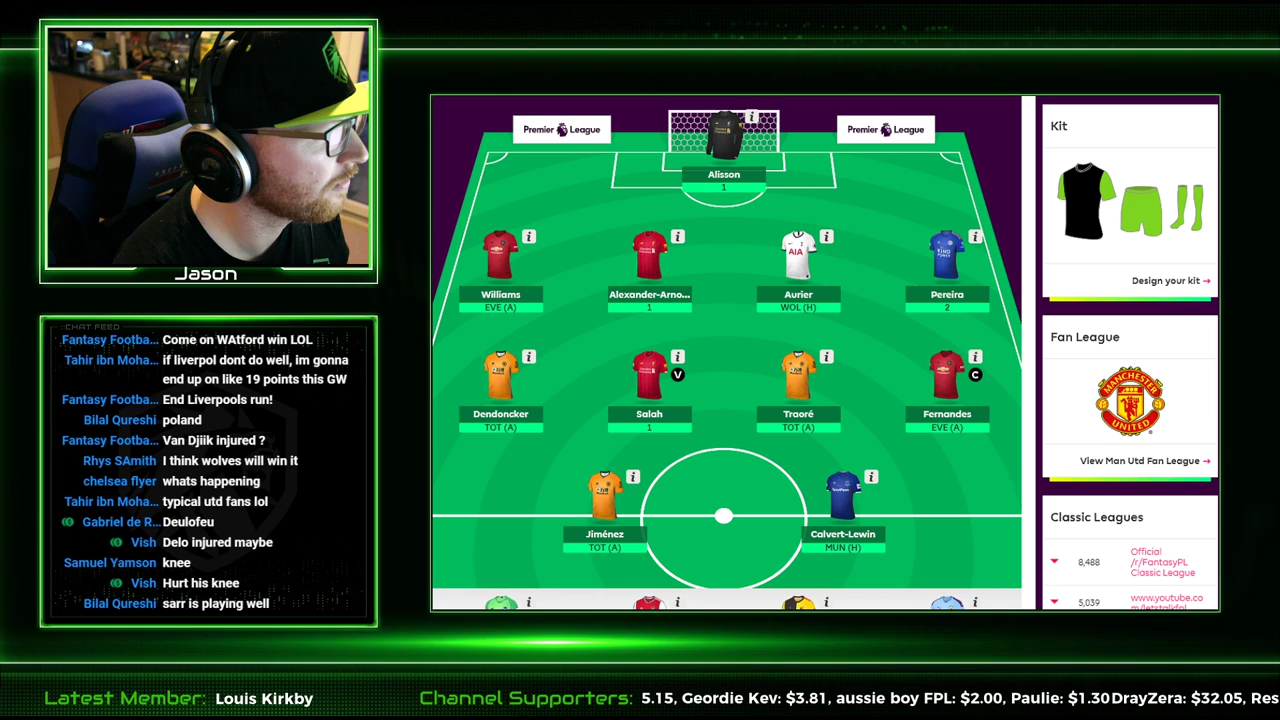 Jason
CHAT FEED
Fantasy Footba... Come on WAtford win LOL
Tahir ibn Moha... if liverpol dont do well, im gonna
end up on like 19 points this GW
Fantasy Footba... End Liverpools run!
Bilal Qureshi poland
Fantasy Footba... Van Djiik injured ?
Rhys SAmith I think wolves will win it
chelsea flyer whats happening
Tahir ibn Moha... typical utd fans lol
Gabriel de R... Deulofeu
Vish Delo injured maybe
Samuel Yamson knee
Vish Hurt his knee
Bilal Qureshi sarr is playing well
Premier League
Premier League
Alisson
1
Williams
EVE (A)
Alexander-Arno...
1
AIA
Aurier
WOL (H)
KING POWER
Pereira
2
Dendoncker
TOT (A)
V
Salah
1
Traoré
TOT (A)
C
Fernandes
EVE (A)
Jiménez
TOT (A)
Calvert-Lewin
MUN (H)
Kit
Design your kit →
Fan League
MANCHESTER
UNITED
View Man Utd Fan League →
Classic Leagues
8,488 Official
/r/FantasyPL
Classic League
5,039 www.youtube.co
m/letstalkfpl
Latest Member: Louis Kirkby
Channel Supporters: 5.15, Geordie Kev: $3.81, aussie boy FPL: $2.00, Paulie: $1.30DrayZera: $32.05, Res